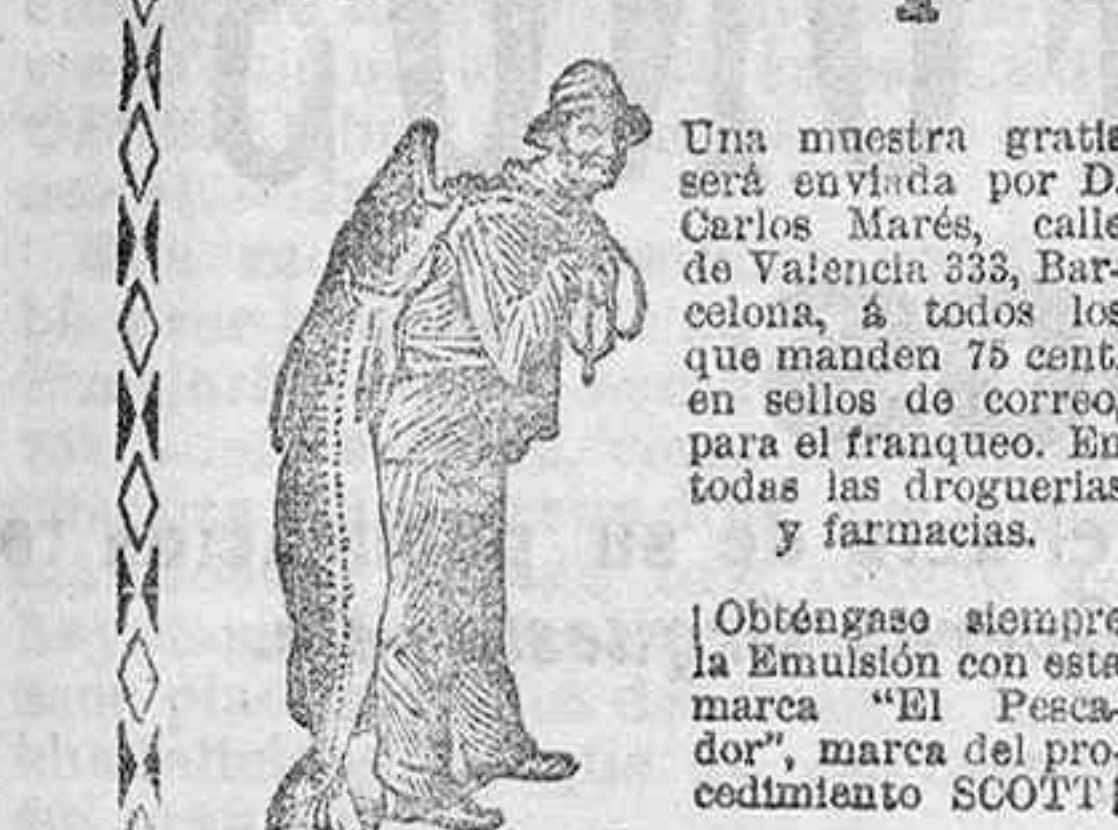 Una muestra gratis
será enviada por D.
Carlos Marés, calle
de Valencia 333, Bar-
celona, á todos los
que manden 75 cent.
en sellos de correo
para el franqueo. En
todas las droguerias
y farmacias.
Obténgase siempre
la Emulsión con esta
marca "El Pesca-
dor", marca del pro-
cedimiento SCOTT